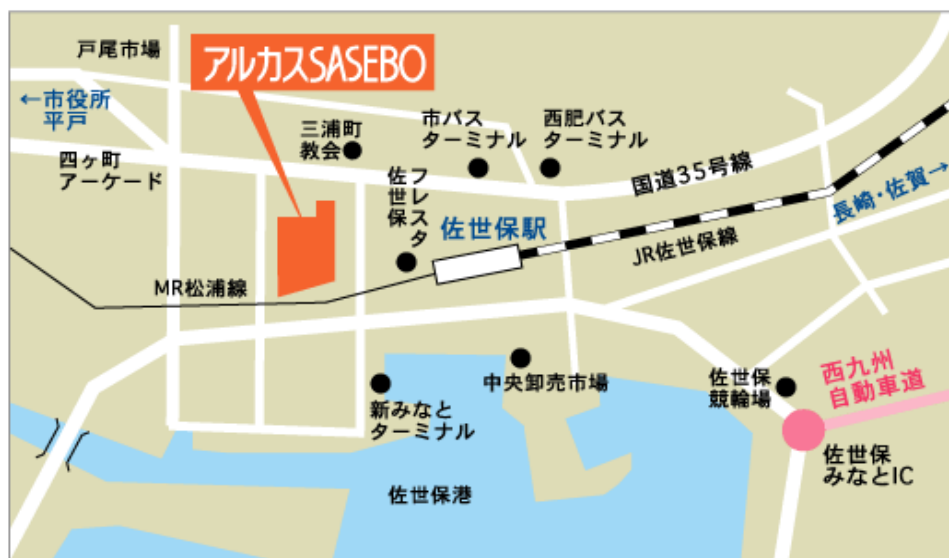 戸尾市場
アルカスSASEBO
←市役所
平戸
三浦町
教会
市バス
ターミナル
西肥バス
ターミナル
四ヶ町
アーケード
フレスタ
佐世保
国道35号線
佐世保駅
長崎・佐賀→
JR佐世保線
MR松浦線
中央卸売市場
新みなと
ターミナル
佐世保
競輪場
西九州
自動車道
佐世保
みなとIC
佐世保港